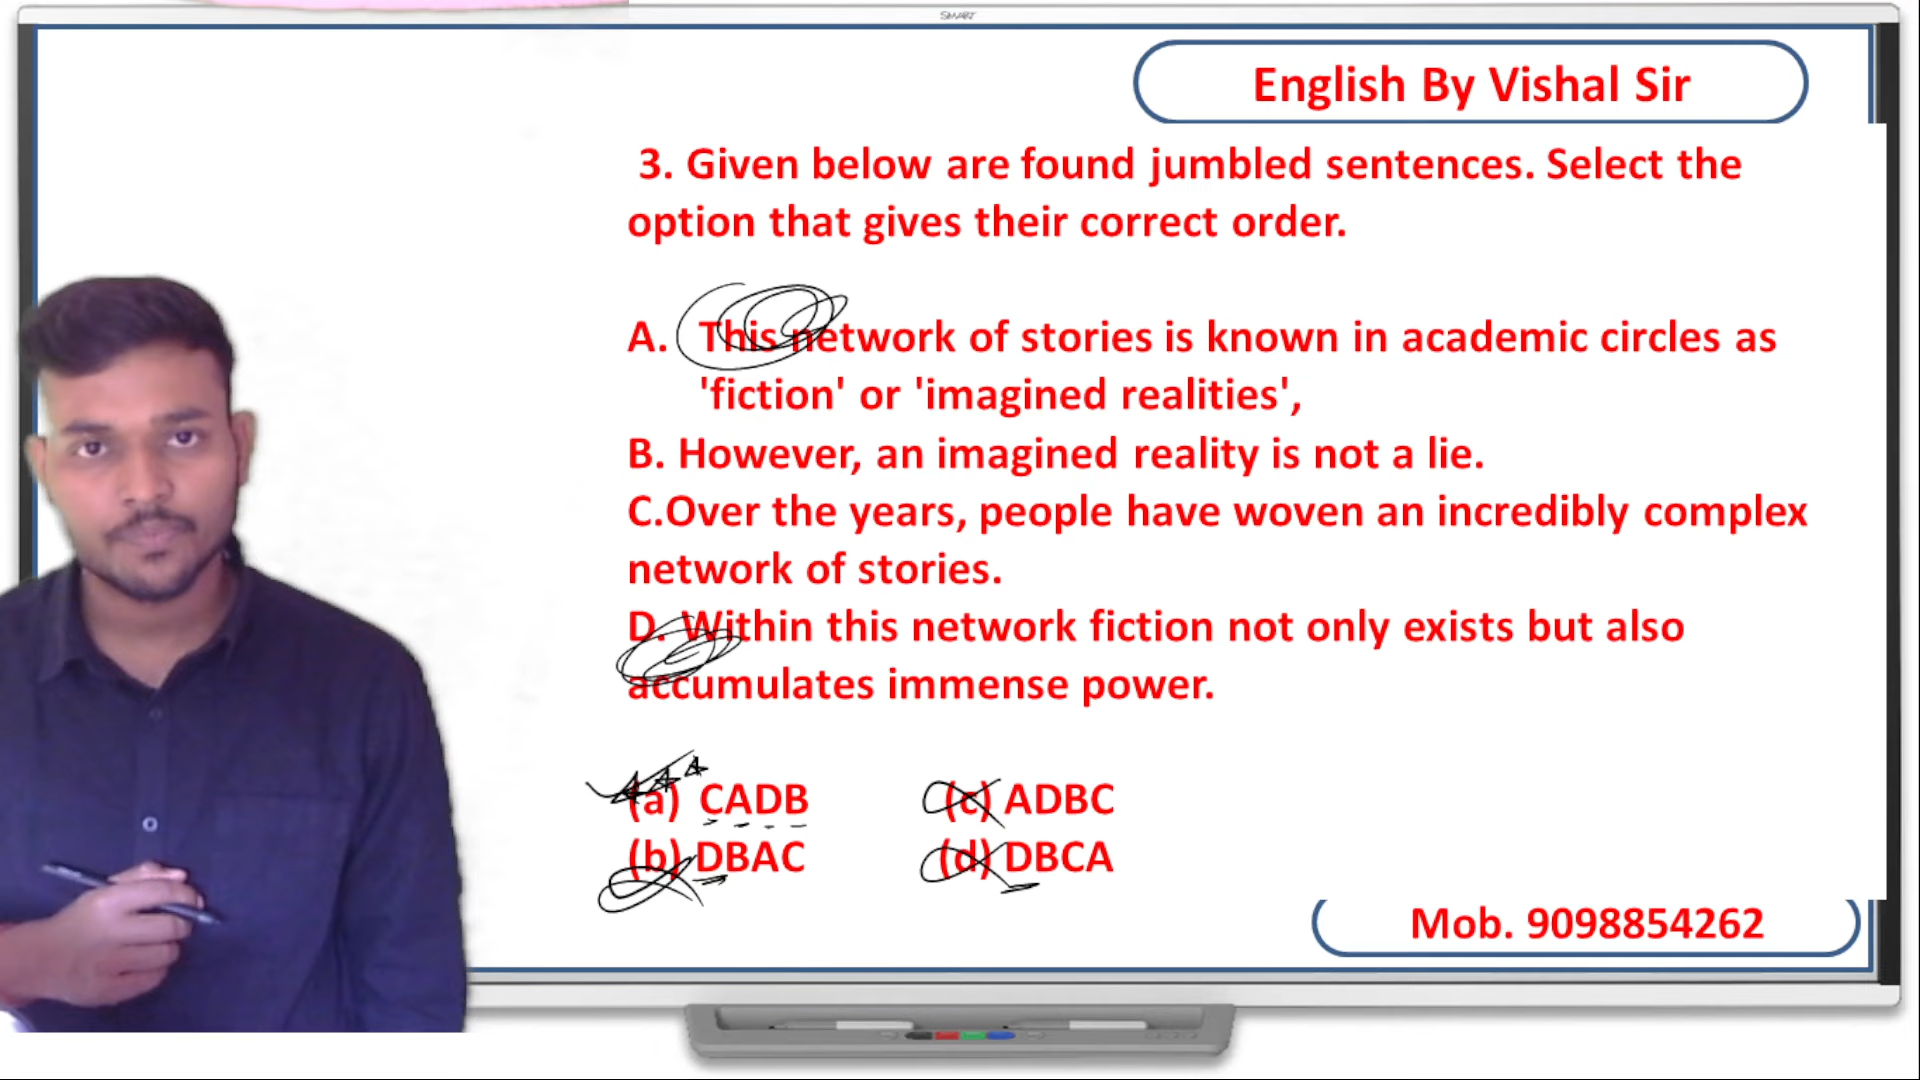 SMART
English By Vishal Sir
3. Given below are found jumbled sentences. Select the
option that gives their correct order.
A. This network of stories is known in academic circles as
'fiction' or 'imagined realities',
B. However, an imagined reality is not a lie.
C.Over the years, people have woven an incredibly complex
network of stories.
D. Within this network fiction not only exists but also
accumulates immense power.
(a) CADB
(c) ADBC
(b) DBAC
(d) DBCA
Mob. 9098854262